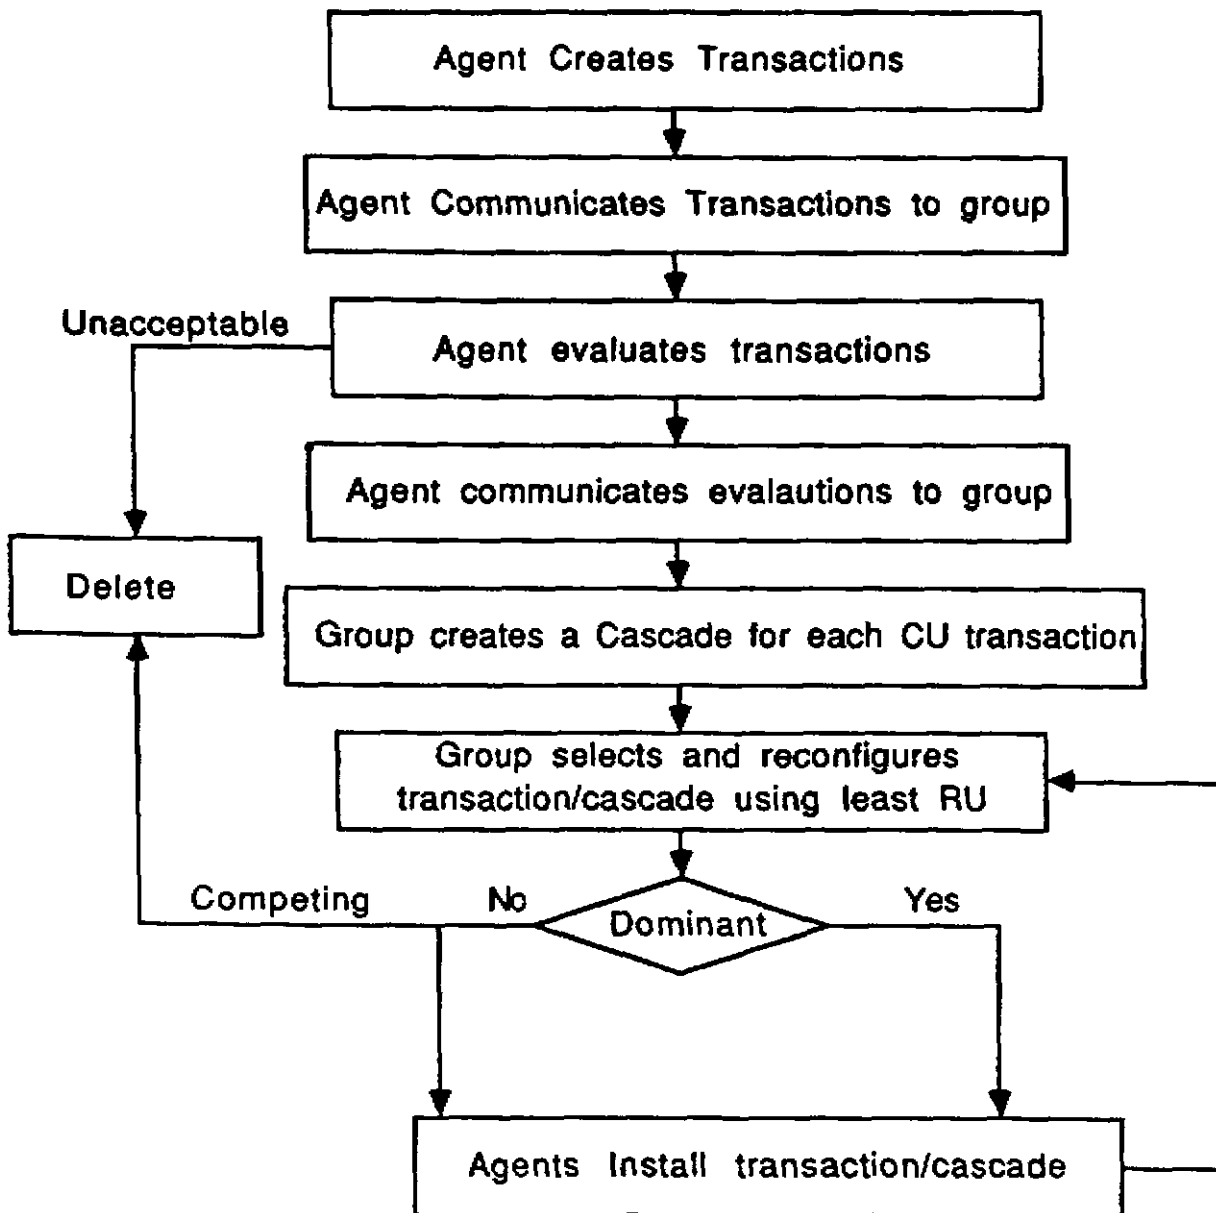 Agent Creates Transactions
Agent Communicates Transactions to group
Unacceptable
Agent evaluates transactions
Agent communicates evalautions to group
Delete
Group creates a Cascade for each CU transaction
Group selects and reconfigures
transaction/cascade using least RU
Competing
No
Yes
Dominant
Agents Install transaction/cascade